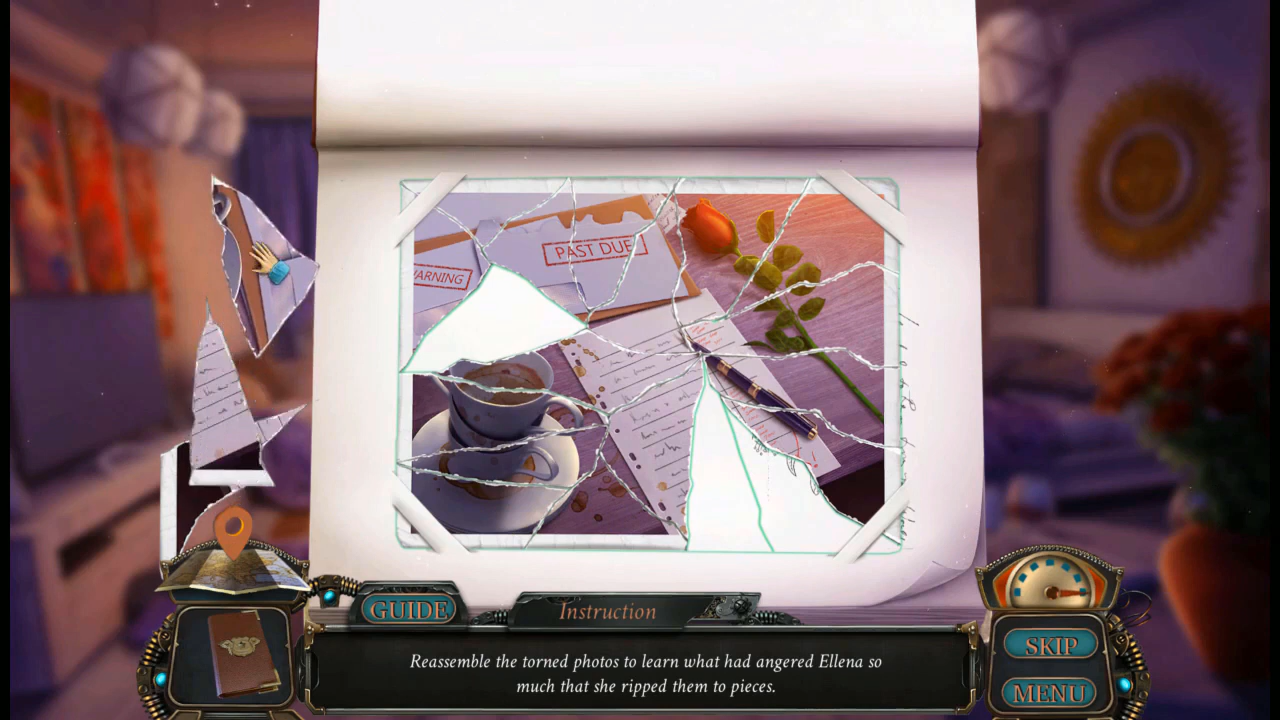 PAST DUE
WARNING
GUIDE
Instruction
Reassemble the torned photos to learn what had angered Ellena so
much that she ripped them to pieces.
SKIP
MENU